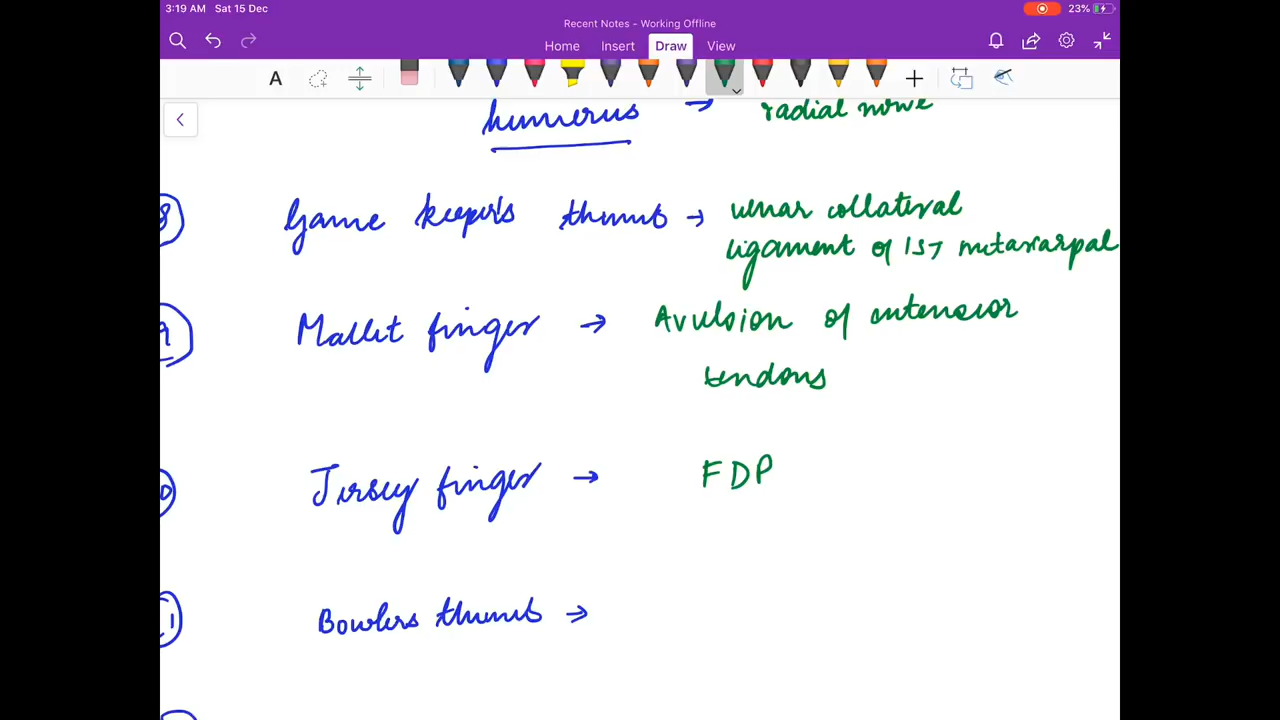 3:19 AM Sat 15 Dec
23%
Recent Notes - Working Offline
Home Insert Draw View
A
humerus → radial nerve
8 Game keeper's thumb → ulnar collateral
ligament of 1ST metacarpal
9 Mallet finger → Avulsion of extensor
tendons
Jersey finger → FDP
Bowlers thumb →